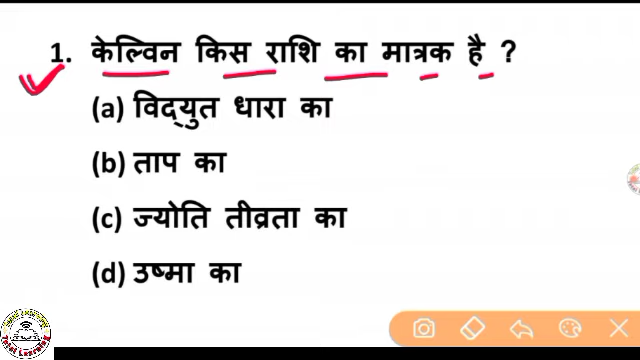 1. केल्विन किस राशि का मात्रक है ?
(a) विद्‌युत धारा का
(b) ताप का
(c) ज्योति तीव्रता का
(d) उष्मा का